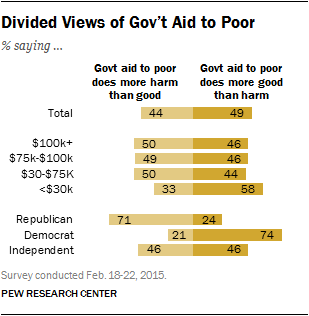 Divided Views of Gov't Aid to Poor
% saying ...
Govt aid to poor does more harm than good
Govt aid to poor does more good than harm
Total 44 49
$100k+ 50 46
$75k-$100k 49 46
$30-$75K 50 44
<$30k 33 58
Republican 71 24
Democrat 21 74
Independent 46 46
Survey conducted Feb. 18-22, 2015.
PEW RESEARCH CENTER